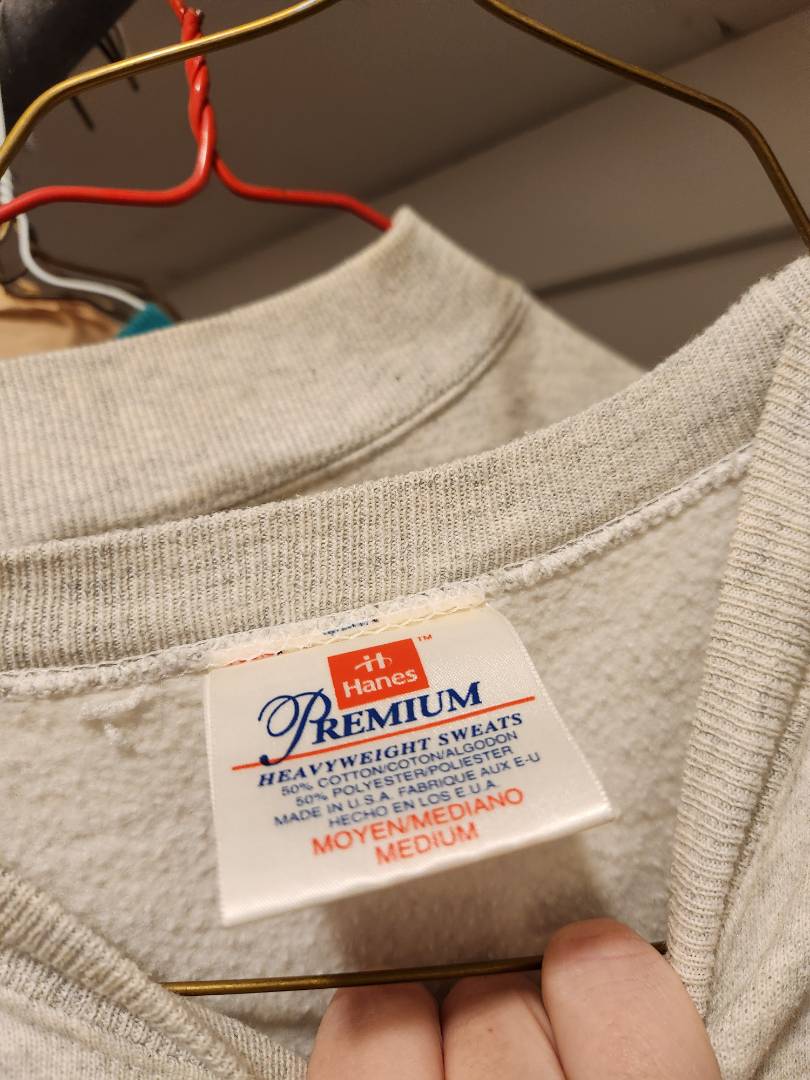 Hanes™
PREMIUM
HEAVYWEIGHT SWEATS
50% COTTON/COTON/ALGODON
50% POLYESTER/POLIESTER
MADE IN U.S.A. FABRIQUE AUX E-U
HECHO EN LOS E.U.A.
MOYEN/MEDIANO
MEDIUM